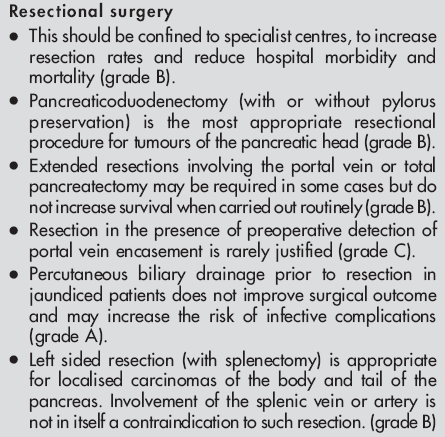 Resectional surgery
● This should be confined to specialist centres, to increase
resection rates and reduce hospital morbidity and
mortality (grade B).
● Pancreaticoduodenectomy (with or without pylorus
preservation) is the most appropriate resectional
procedure for tumours of the pancreatic head (grade B).
● Extended resections involving the portal vein or total
pancreatectomy may be required in some cases but do
not increase survival when carried out routinely (grade B).
● Resection in the presence of preoperative detection of
portal vein encasement is rarely justified (grade C).
● Percutaneous biliary drainage prior to resection in
jaundiced patients does not improve surgical outcome
and may increase the risk of infective complications
(grade A).
● Left sided resection (with splenectomy) is appropriate
for localised carcinomas of the body and tail of the
pancreas. Involvement of the splenic vein or artery is
not in itself a contraindication to such resection. (grade B)